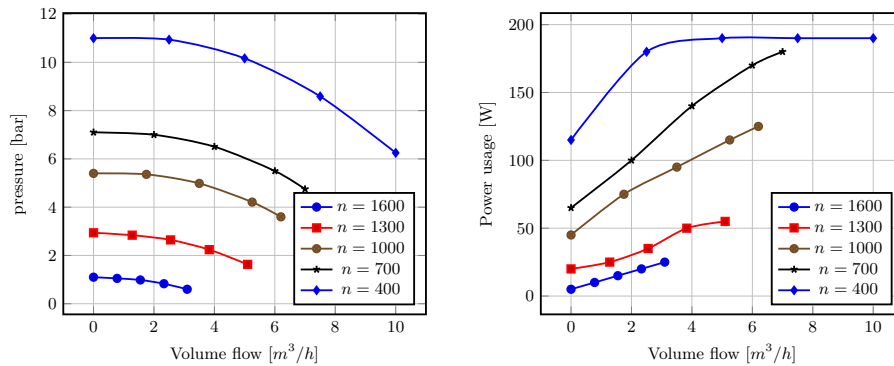 12
10
8
6
4
2
0
pressure [bar]
n = 1600
n = 1300
n = 1000
n = 700
n = 400
0 2 4 6 8 10
Volume flow [m³/h]
200
150
100
50
0
Power usage [W]
n = 1600
n = 1300
n = 1000
n = 700
n = 400
0 2 4 6 8 10
Volume flow [m³/h]